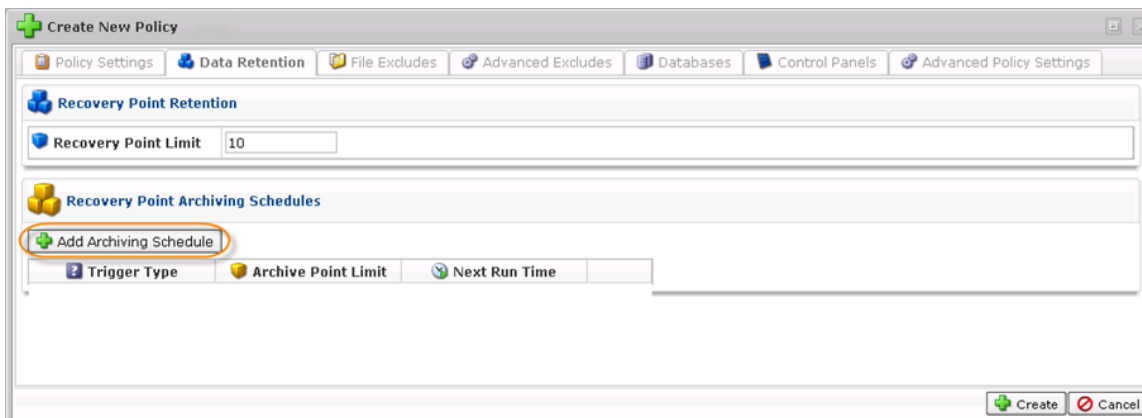 Create New Policy
Policy Settings Data Retention File Excludes Advanced Excludes Databases Control Panels Advanced Policy Settings
Recovery Point Retention
Recovery Point Limit 10
Recovery Point Archiving Schedules
Add Archiving Schedule
Trigger Type Archive Point Limit Next Run Time
Create Cancel